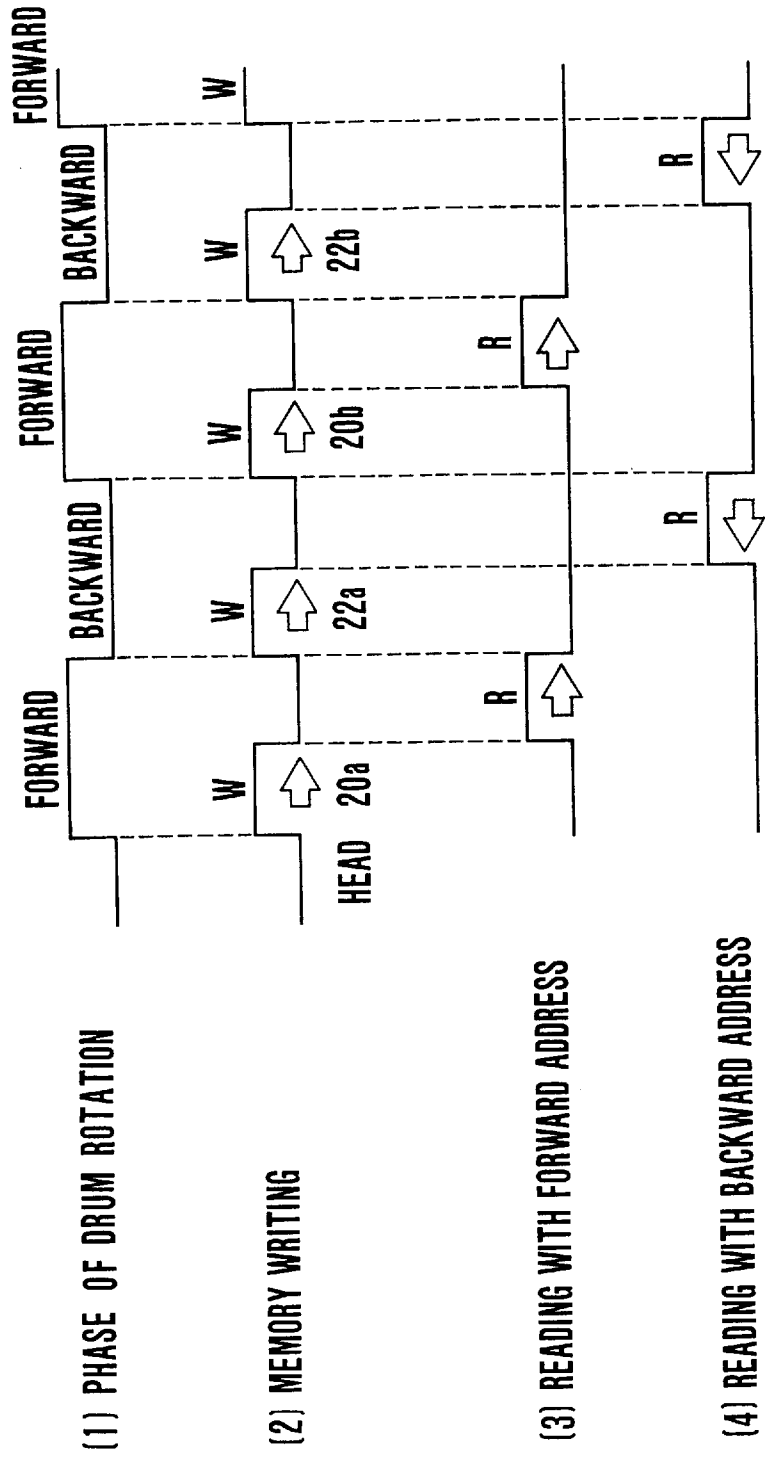 (1) PHASE OF DRUM ROTATION
FORWARD
BACKWARD
FORWARD
BACKWARD
FORWARD
(2) MEMORY WRITING
W
W
W
W
W
HEAD
20a
22a
20b
22b
(3) READING WITH FORWARD ADDRESS
R
R
(4) READING WITH BACKWARD ADDRESS
R
R